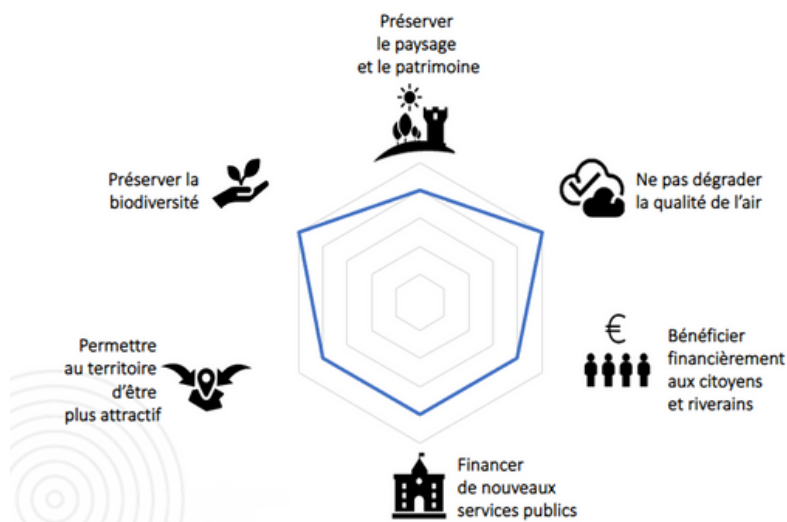 Préserver
le paysage
et le patrimoine
Préserver la
biodiversité
Ne pas dégrader
la qualité de l'air
Permettre
au territoire
d'être
plus attractif
€
Bénéficier
financièrement
aux citoyens
et riverains
Financer
de nouveaux
services publics